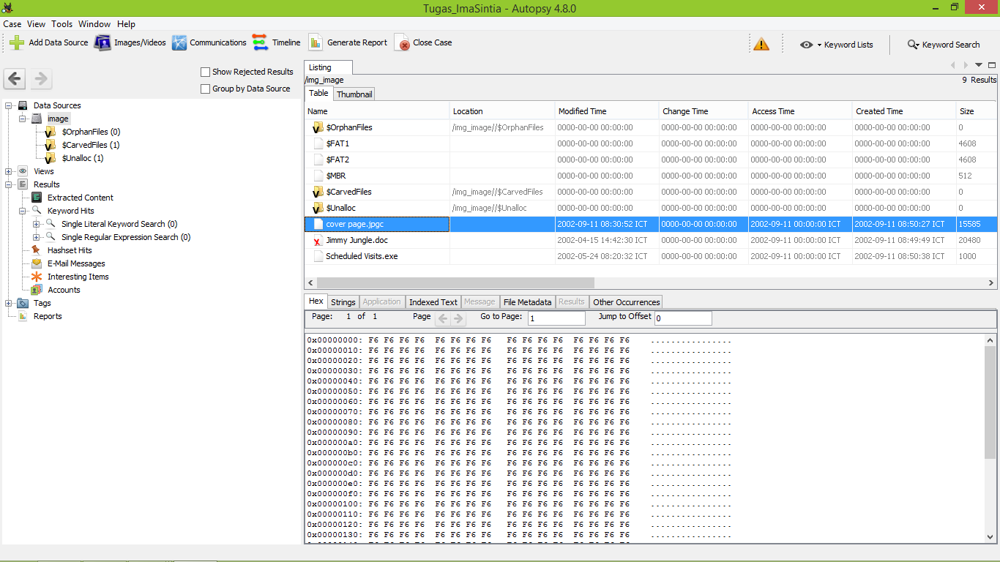 Tugas_ImaSintia - Autopsy 4.8.0
Case View Tools Window Help
Add Data Source Images/Videos Communications Timeline Generate Report Close Case Keyword Lists Keyword Search
Show Rejected Results
Group by Data Source
Data Sources
image
$OrphanFiles (0)
$CarvedFiles (1)
$Unalloc (1)
Views
Results
Extracted Content
Keyword Hits
Single Literal Keyword Search (0)
Single Regular Expression Search (0)
Hashset Hits
E-Mail Messages
Interesting Items
Accounts
Tags
Reports
Listing
/img_image 9 Results
Table Thumbnail
Name Location Modified Time Change Time Access Time Created Time Size
$OrphanFiles /img_image//$OrphanFiles 0000-00-00 00:00:00 0000-00-00 00:00:00 0000-00-00 00:00:00 0000-00-00 00:00:00 0
$FAT1 0000-00-00 00:00:00 0000-00-00 00:00:00 0000-00-00 00:00:00 0000-00-00 00:00:00 4608
$FAT2 0000-00-00 00:00:00 0000-00-00 00:00:00 0000-00-00 00:00:00 0000-00-00 00:00:00 4608
$MBR 0000-00-00 00:00:00 0000-00-00 00:00:00 0000-00-00 00:00:00 0000-00-00 00:00:00 512
$CarvedFiles /img_image//$CarvedFiles 0000-00-00 00:00:00 0000-00-00 00:00:00 0000-00-00 00:00:00 0000-00-00 00:00:00 0
$Unalloc /img_image//$Unalloc 0000-00-00 00:00:00 0000-00-00 00:00:00 0000-00-00 00:00:00 0000-00-00 00:00:00 0
cover page.jpgc 2002-09-11 08:30:52 ICT 0000-00-00 00:00:00 2002-09-11 00:00:00 ICT 2002-09-11 08:50:27 ICT 15585
Jimmy Jungle.doc 2002-04-15 14:42:30 ICT 0000-00-00 00:00:00 2002-09-11 00:00:00 ICT 2002-09-11 08:49:49 ICT 20480
Scheduled Visits.exe 2002-05-24 08:20:32 ICT 0000-00-00 00:00:00 2002-09-11 00:00:00 ICT 2002-09-11 08:50:38 ICT 1000
Hex Strings Application Indexed Text Message File Metadata Results Other Occurrences
Page: 1 of 1 Page Go to Page: 1 Jump to Offset 0
0x00000000: F6 F6 F6 F6 F6 F6 F6 F6 F6 F6 F6 F6 F6 F6 F6 F6 ................
0x00000010: F6 F6 F6 F6 F6 F6 F6 F6 F6 F6 F6 F6 F6 F6 F6 F6 ................
0x00000020: F6 F6 F6 F6 F6 F6 F6 F6 F6 F6 F6 F6 F6 F6 F6 F6 ................
0x00000030: F6 F6 F6 F6 F6 F6 F6 F6 F6 F6 F6 F6 F6 F6 F6 F6 ................
0x00000040: F6 F6 F6 F6 F6 F6 F6 F6 F6 F6 F6 F6 F6 F6 F6 F6 ................
0x00000050: F6 F6 F6 F6 F6 F6 F6 F6 F6 F6 F6 F6 F6 F6 F6 F6 ................
0x00000060: F6 F6 F6 F6 F6 F6 F6 F6 F6 F6 F6 F6 F6 F6 F6 F6 ................
0x00000070: F6 F6 F6 F6 F6 F6 F6 F6 F6 F6 F6 F6 F6 F6 F6 F6 ................
0x00000080: F6 F6 F6 F6 F6 F6 F6 F6 F6 F6 F6 F6 F6 F6 F6 F6 ................
0x00000090: F6 F6 F6 F6 F6 F6 F6 F6 F6 F6 F6 F6 F6 F6 F6 F6 ................
0x000000a0: F6 F6 F6 F6 F6 F6 F6 F6 F6 F6 F6 F6 F6 F6 F6 F6 ................
0x000000b0: F6 F6 F6 F6 F6 F6 F6 F6 F6 F6 F6 F6 F6 F6 F6 F6 ................
0x000000c0: F6 F6 F6 F6 F6 F6 F6 F6 F6 F6 F6 F6 F6 F6 F6 F6 ................
0x000000d0: F6 F6 F6 F6 F6 F6 F6 F6 F6 F6 F6 F6 F6 F6 F6 F6 ................
0x000000e0: F6 F6 F6 F6 F6 F6 F6 F6 F6 F6 F6 F6 F6 F6 F6 F6 ................
0x000000f0: F6 F6 F6 F6 F6 F6 F6 F6 F6 F6 F6 F6 F6 F6 F6 F6 ................
0x00000100: F6 F6 F6 F6 F6 F6 F6 F6 F6 F6 F6 F6 F6 F6 F6 F6 ................
0x00000110: F6 F6 F6 F6 F6 F6 F6 F6 F6 F6 F6 F6 F6 F6 F6 F6 ................
0x00000120: F6 F6 F6 F6 F6 F6 F6 F6 F6 F6 F6 F6 F6 F6 F6 F6 ................
0x00000130: F6 F6 F6 F6 F6 F6 F6 F6 F6 F6 F6 F6 F6 F6 F6 F6 ................